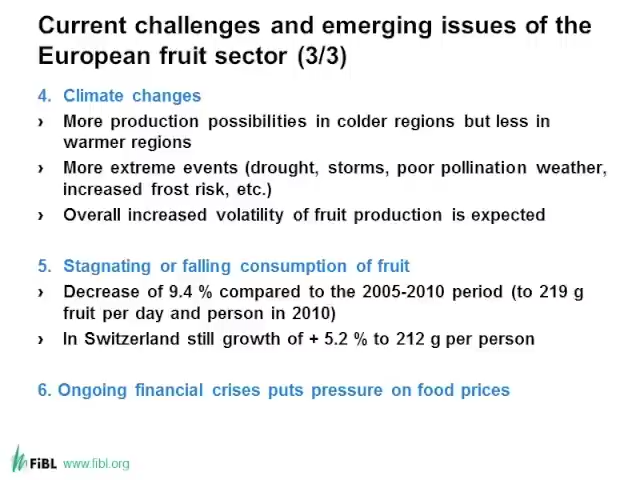 Current challenges and emerging issues of the
European fruit sector (3/3)
4. Climate changes
› More production possibilities in colder regions but less in
warmer regions
› More extreme events (drought, storms, poor pollination weather,
increased frost risk, etc.)
› Overall increased volatility of fruit production is expected
5. Stagnating or falling consumption of fruit
› Decrease of 9.4 % compared to the 2005-2010 period (to 219 g
fruit per day and person in 2010)
› In Switzerland still growth of + 5.2 % to 212 g per person
6. Ongoing financial crises puts pressure on food prices
FiBL www.fibl.org